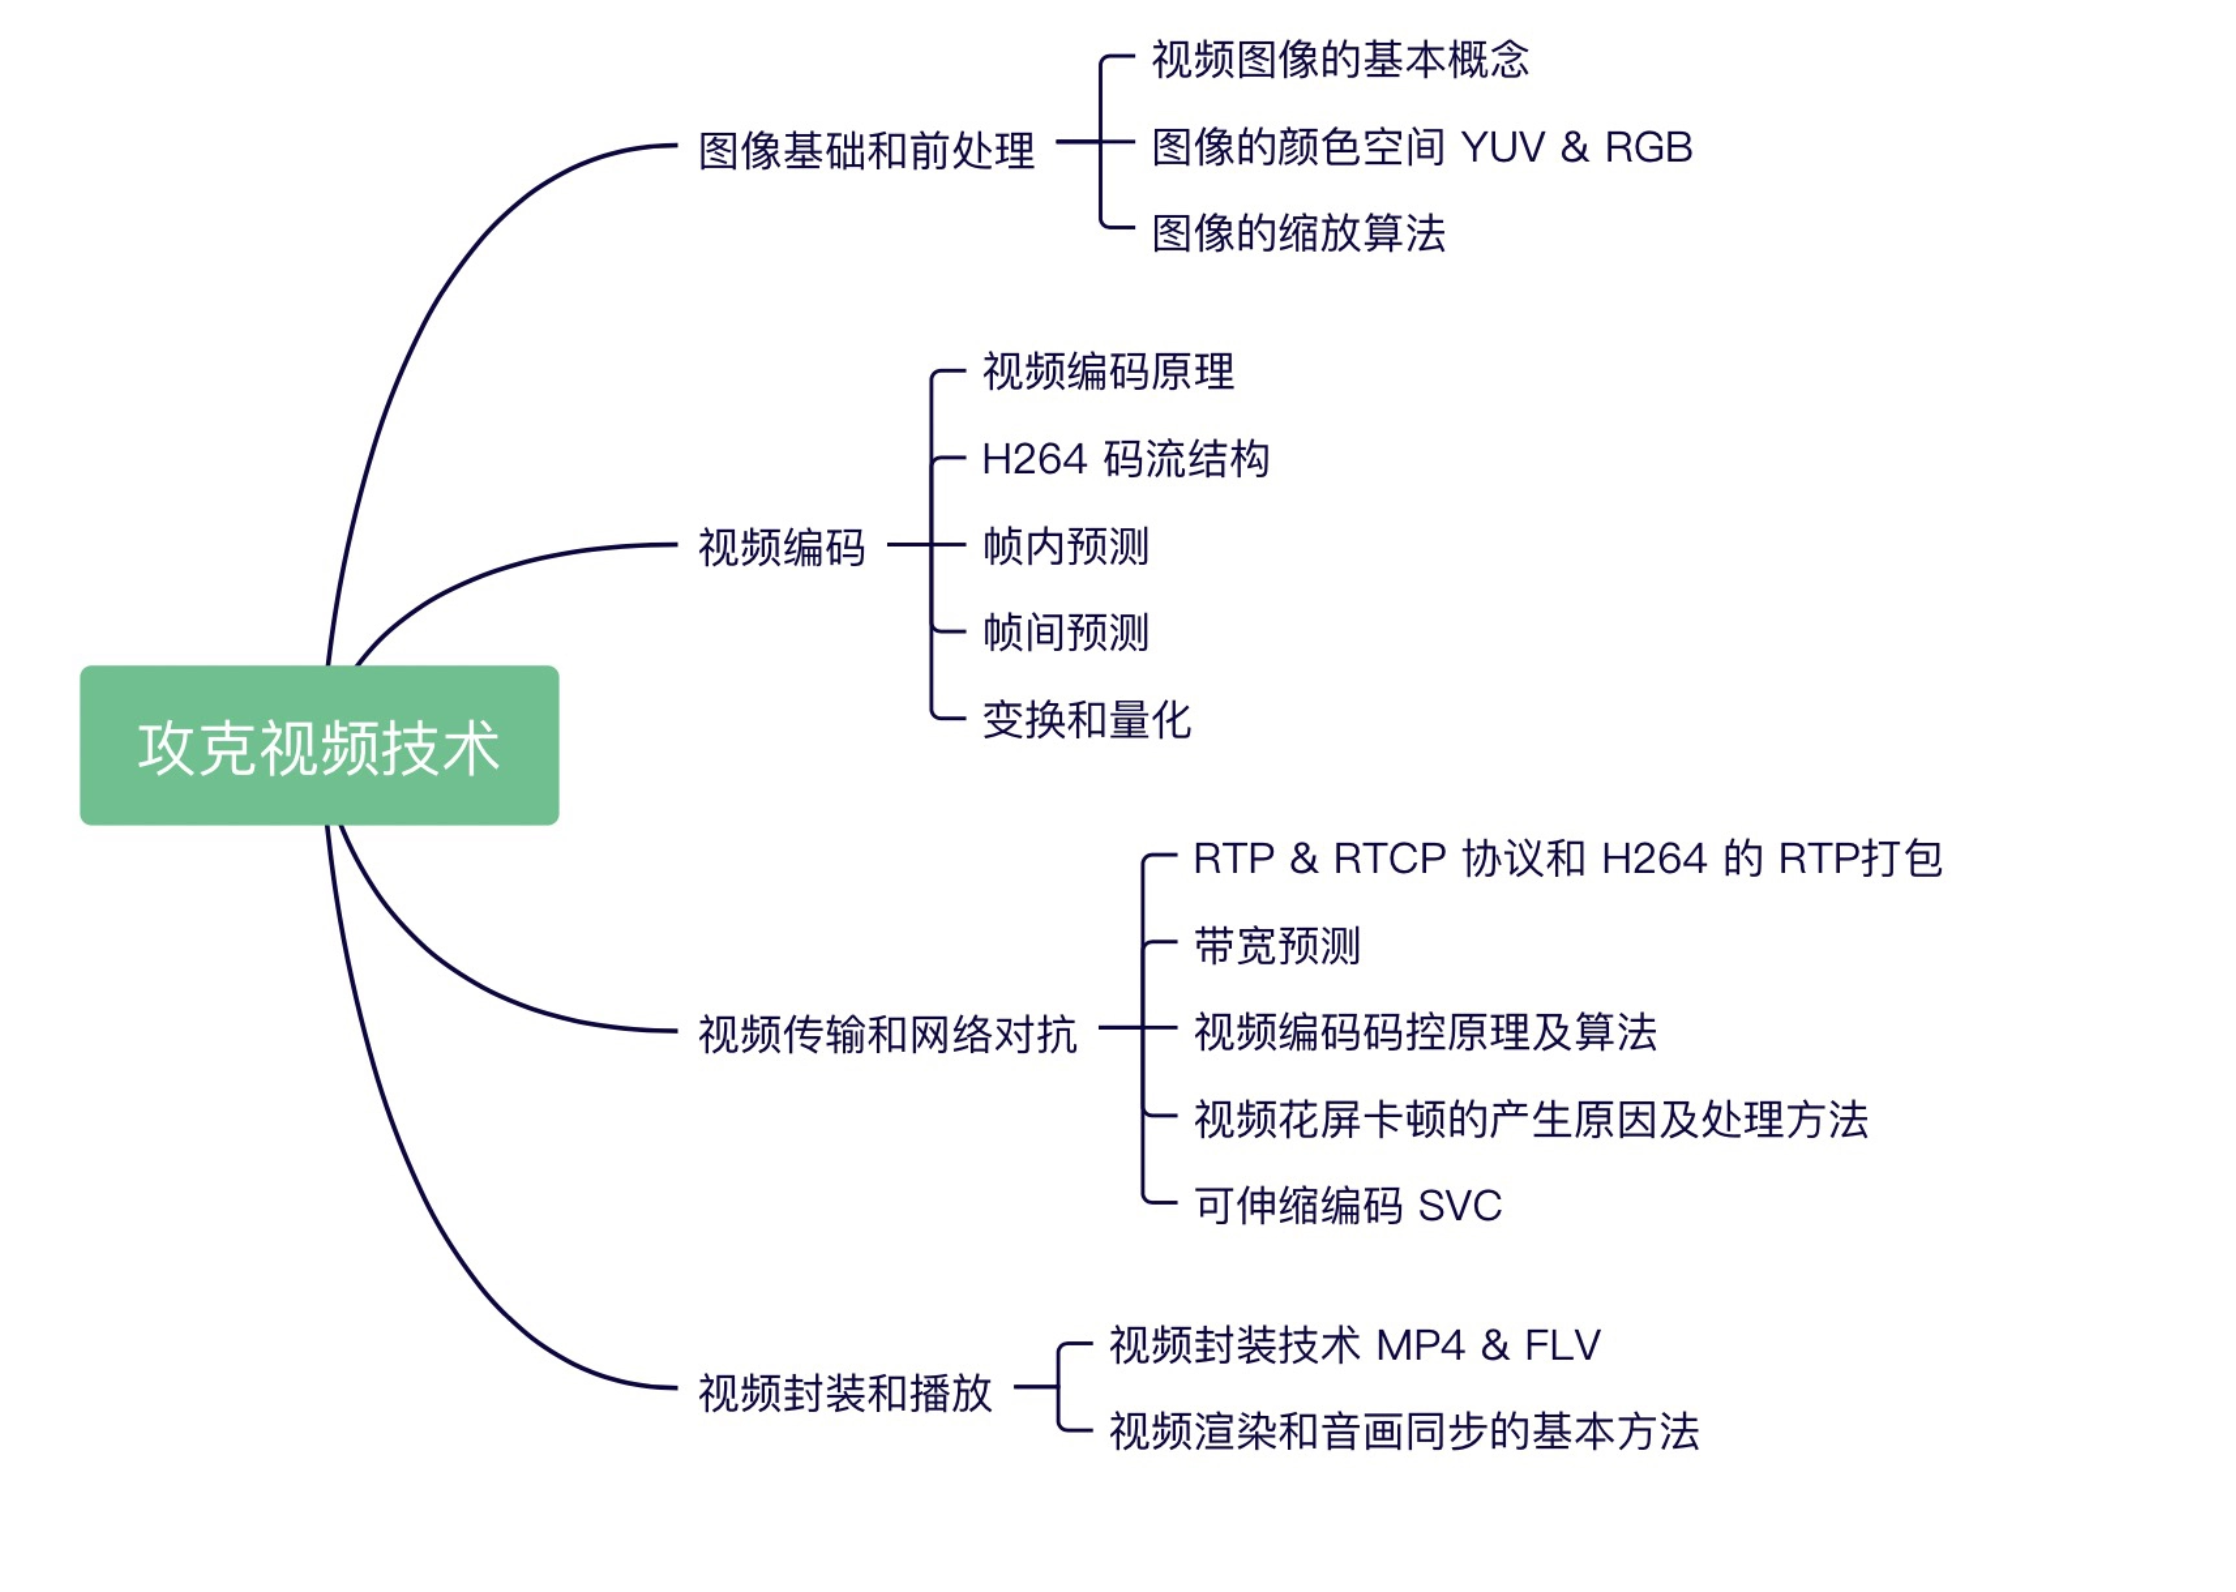 攻克视频技术
图像基础和前处理
视频图像的基本概念
图像的颜色空间 YUV & RGB
图像的缩放算法
视频编码
视频编码原理
H264 码流结构
帧内预测
帧间预测
变换和量化
视频传输和网络对抗
RTP & RTCP 协议和 H264 的 RTP打包
带宽预测
视频编码码控原理及算法
视频花屏卡顿的产生原因及处理方法
可伸缩编码 SVC
视频封装和播放
视频封装技术 MP4 & FLV
视频渲染和音画同步的基本方法